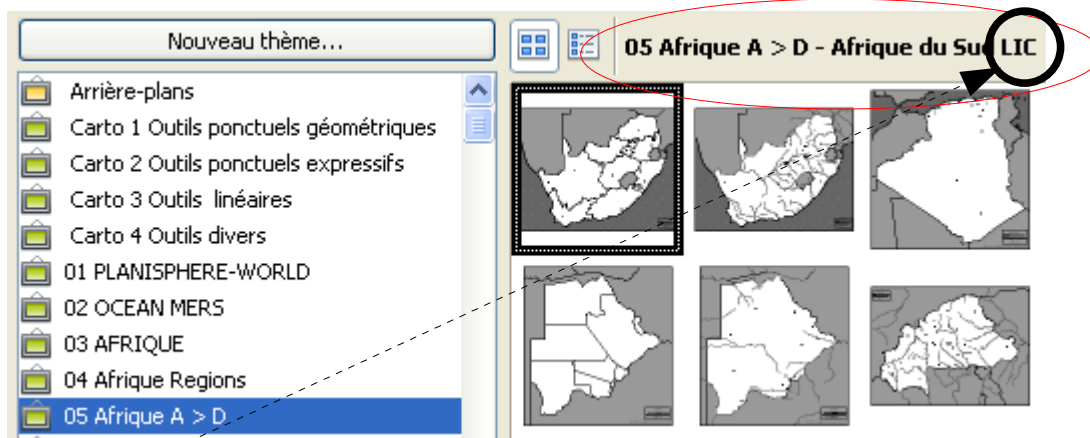 Nouveau thème...
05 Afrique A > D - Afrique du Sud LIC
Arrière-plans
Carto 1 Outils ponctuels géométriques
Carto 2 Outils ponctuels expressifs
Carto 3 Outils linéaires
Carto 4 Outils divers
01 PLANISPHERE-WORLD
02 OCEAN MERS
03 AFRIQUE
04 Afrique Regions
05 Afrique A > D